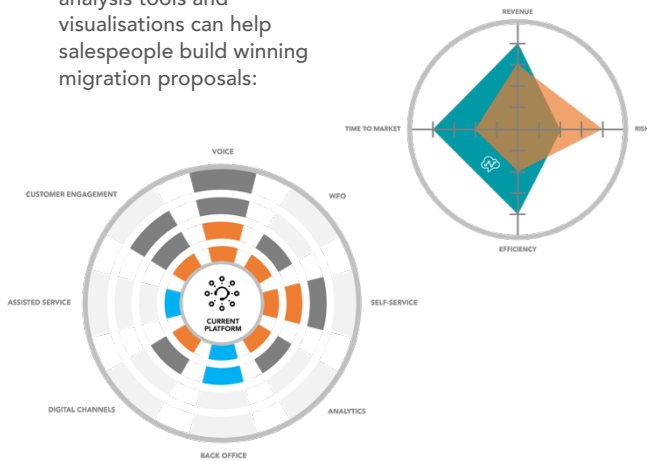 analysis tools and
visualisations can help
salespeople build winning
migration proposals:
REVENUE
TIME TO MARKET
RISK
EFFICIENCY
VOICE
CUSTOMER ENGAGEMENT
WFO
ASSISTED SERVICE
SELF-SERVICE
CURRENT
PLATFORM
DIGITAL CHANNELS
ANALYTICS
BACK OFFICE